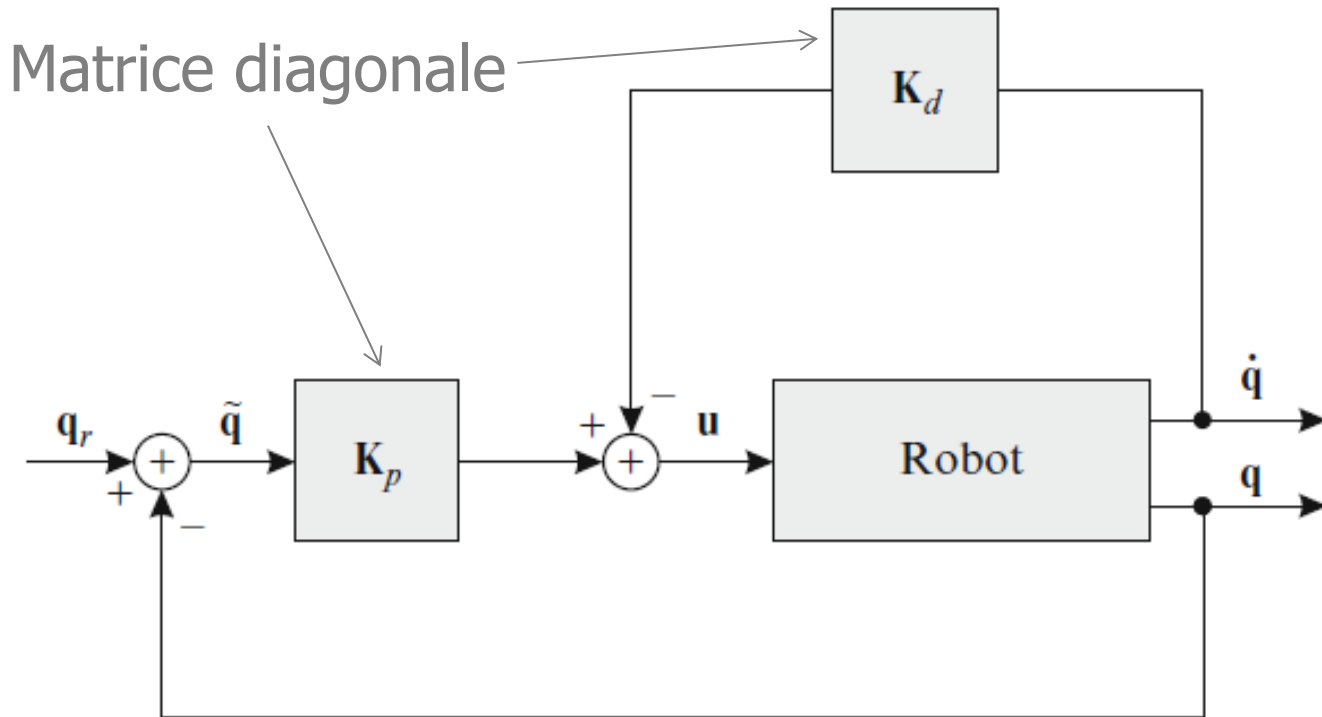 Matrice diagonale
K_d
q_r
+
+
−
q̃
K_p
+
−
+
u
Robot
q̇
q